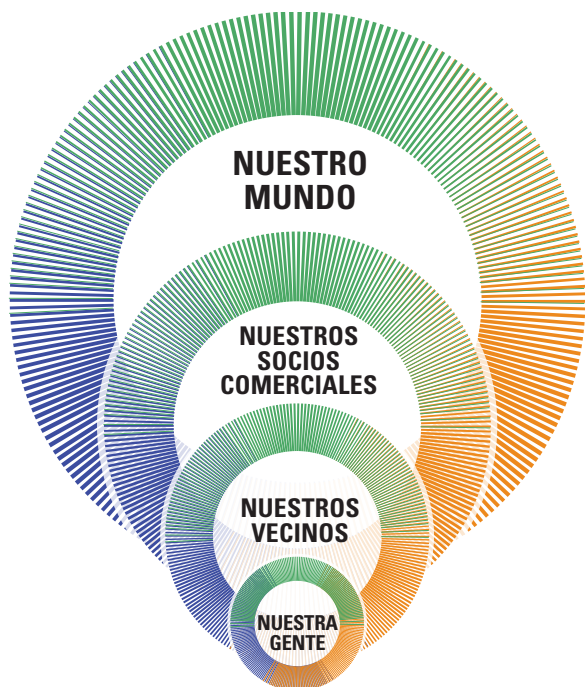 NUESTRO
MUNDO
NUESTROS
SOCIOS
COMERCIALES
NUESTROS
VECINOS
NUESTRA
GENTE